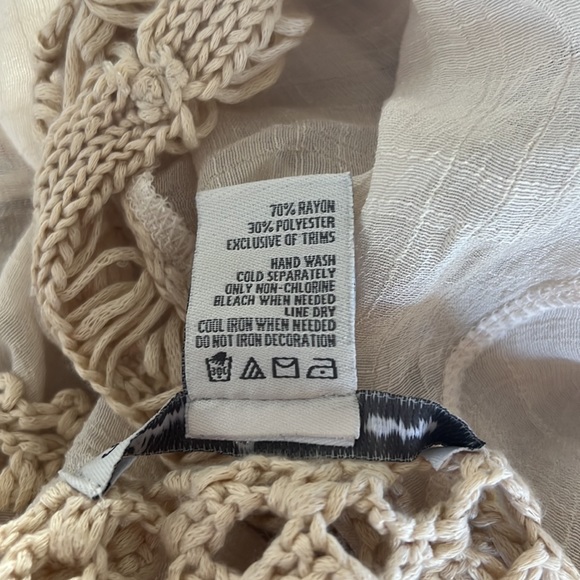 70% RAYON
30% POLYESTER
EXCLUSIVE OF TRIMS
HAND WASH
COLD SEPARATELY
ONLY NON-CHLORINE
BLEACH WHEN NEEDED
LINE DRY
COOL IRON WHEN NEEDED
DO NOT IRON DECORATION